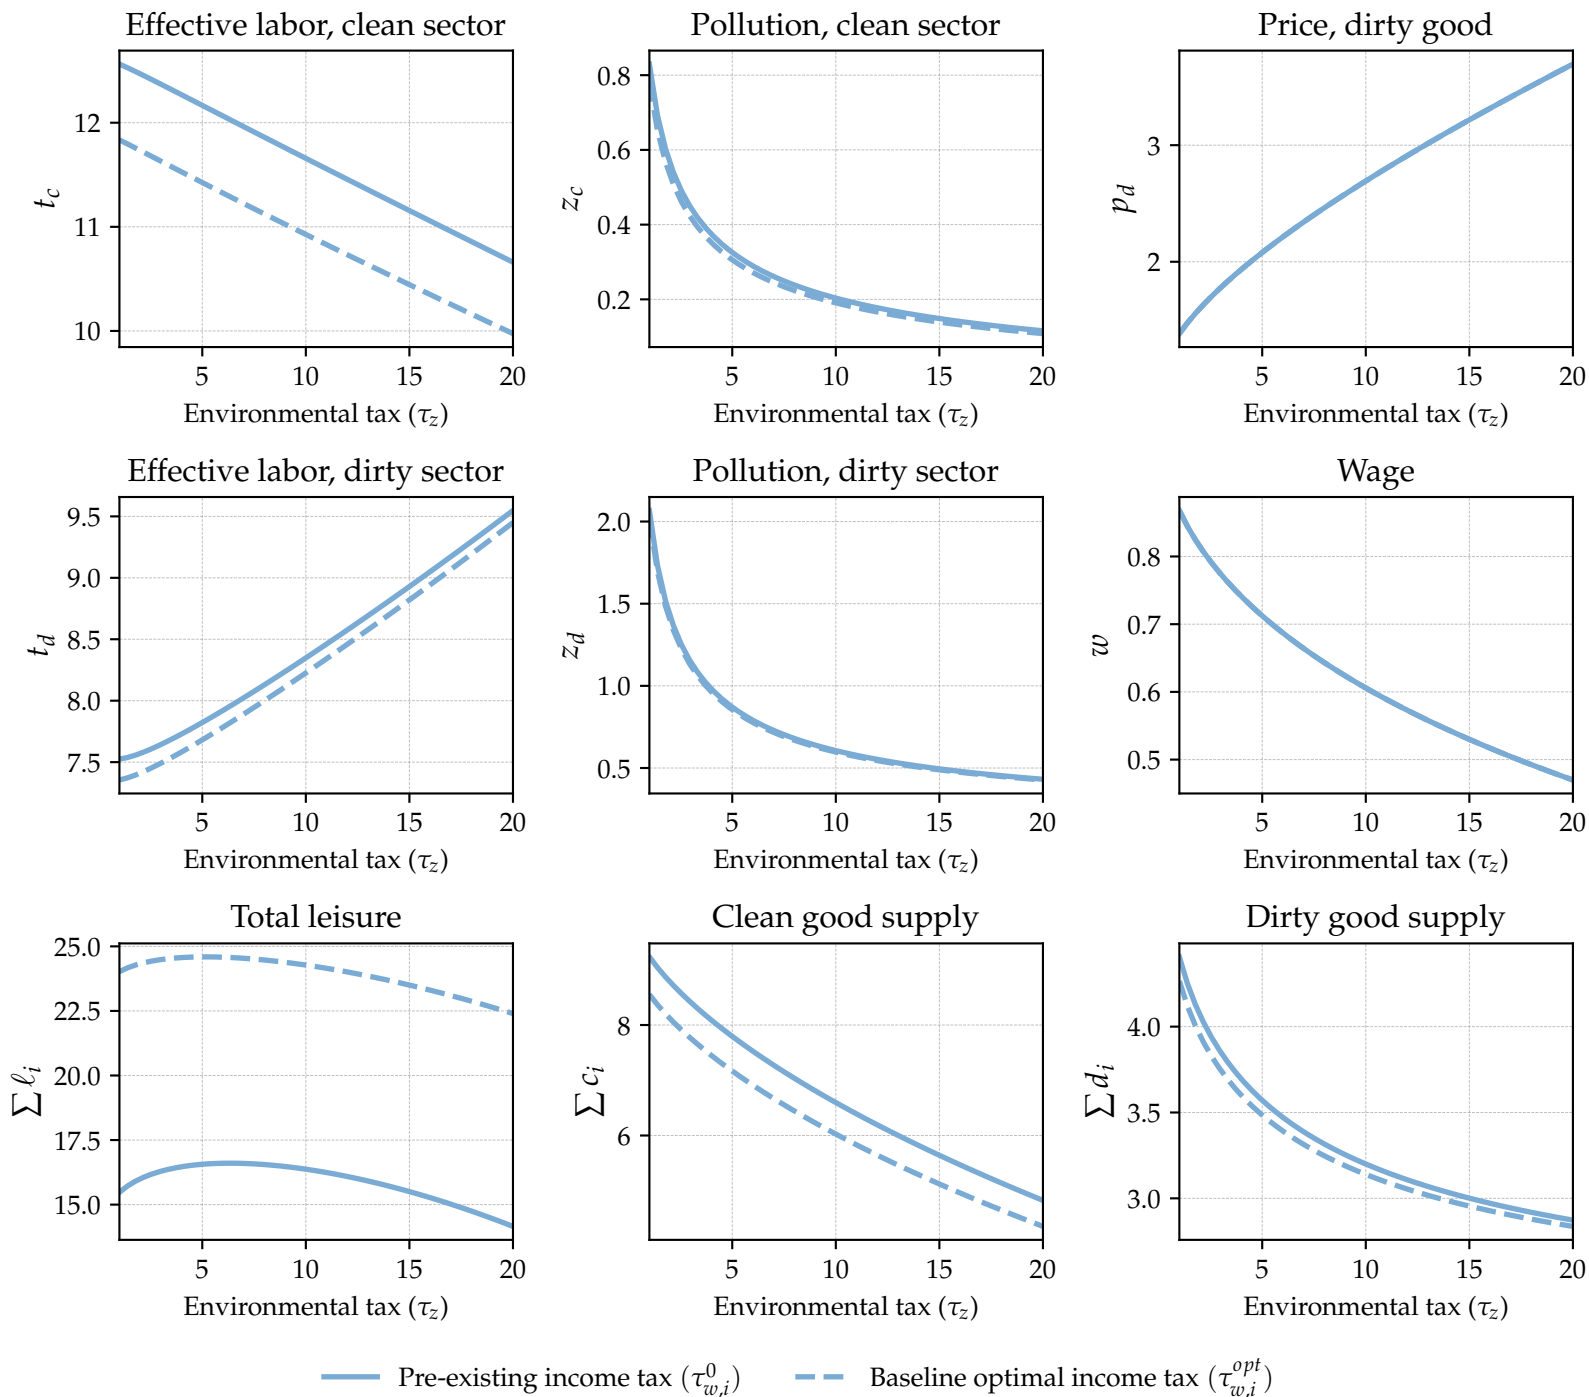 Effective labor, clean sector
t_c
12
11
10
5 10 15 20
Environmental tax (τ_z)
Pollution, clean sector
z_c
0.8
0.6
0.4
0.2
5 10 15 20
Environmental tax (τ_z)
Price, dirty good
p_d
3
2
5 10 15 20
Environmental tax (τ_z)
Effective labor, dirty sector
t_d
9.5
9.0
8.5
8.0
7.5
5 10 15 20
Environmental tax (τ_z)
Pollution, dirty sector
z_d
2.0
1.5
1.0
0.5
5 10 15 20
Environmental tax (τ_z)
Wage
w
0.8
0.7
0.6
0.5
5 10 15 20
Environmental tax (τ_z)
Total leisure
∑ ℓ_i
25.0
22.5
20.0
17.5
15.0
5 10 15 20
Environmental tax (τ_z)
Clean good supply
∑ c_i
8
6
5 10 15 20
Environmental tax (τ_z)
Dirty good supply
∑ d_i
4.0
3.5
3.0
5 10 15 20
Environmental tax (τ_z)
Pre-existing income tax (τ^0_{w,i})
Baseline optimal income tax (τ^{opt}_{w,i})